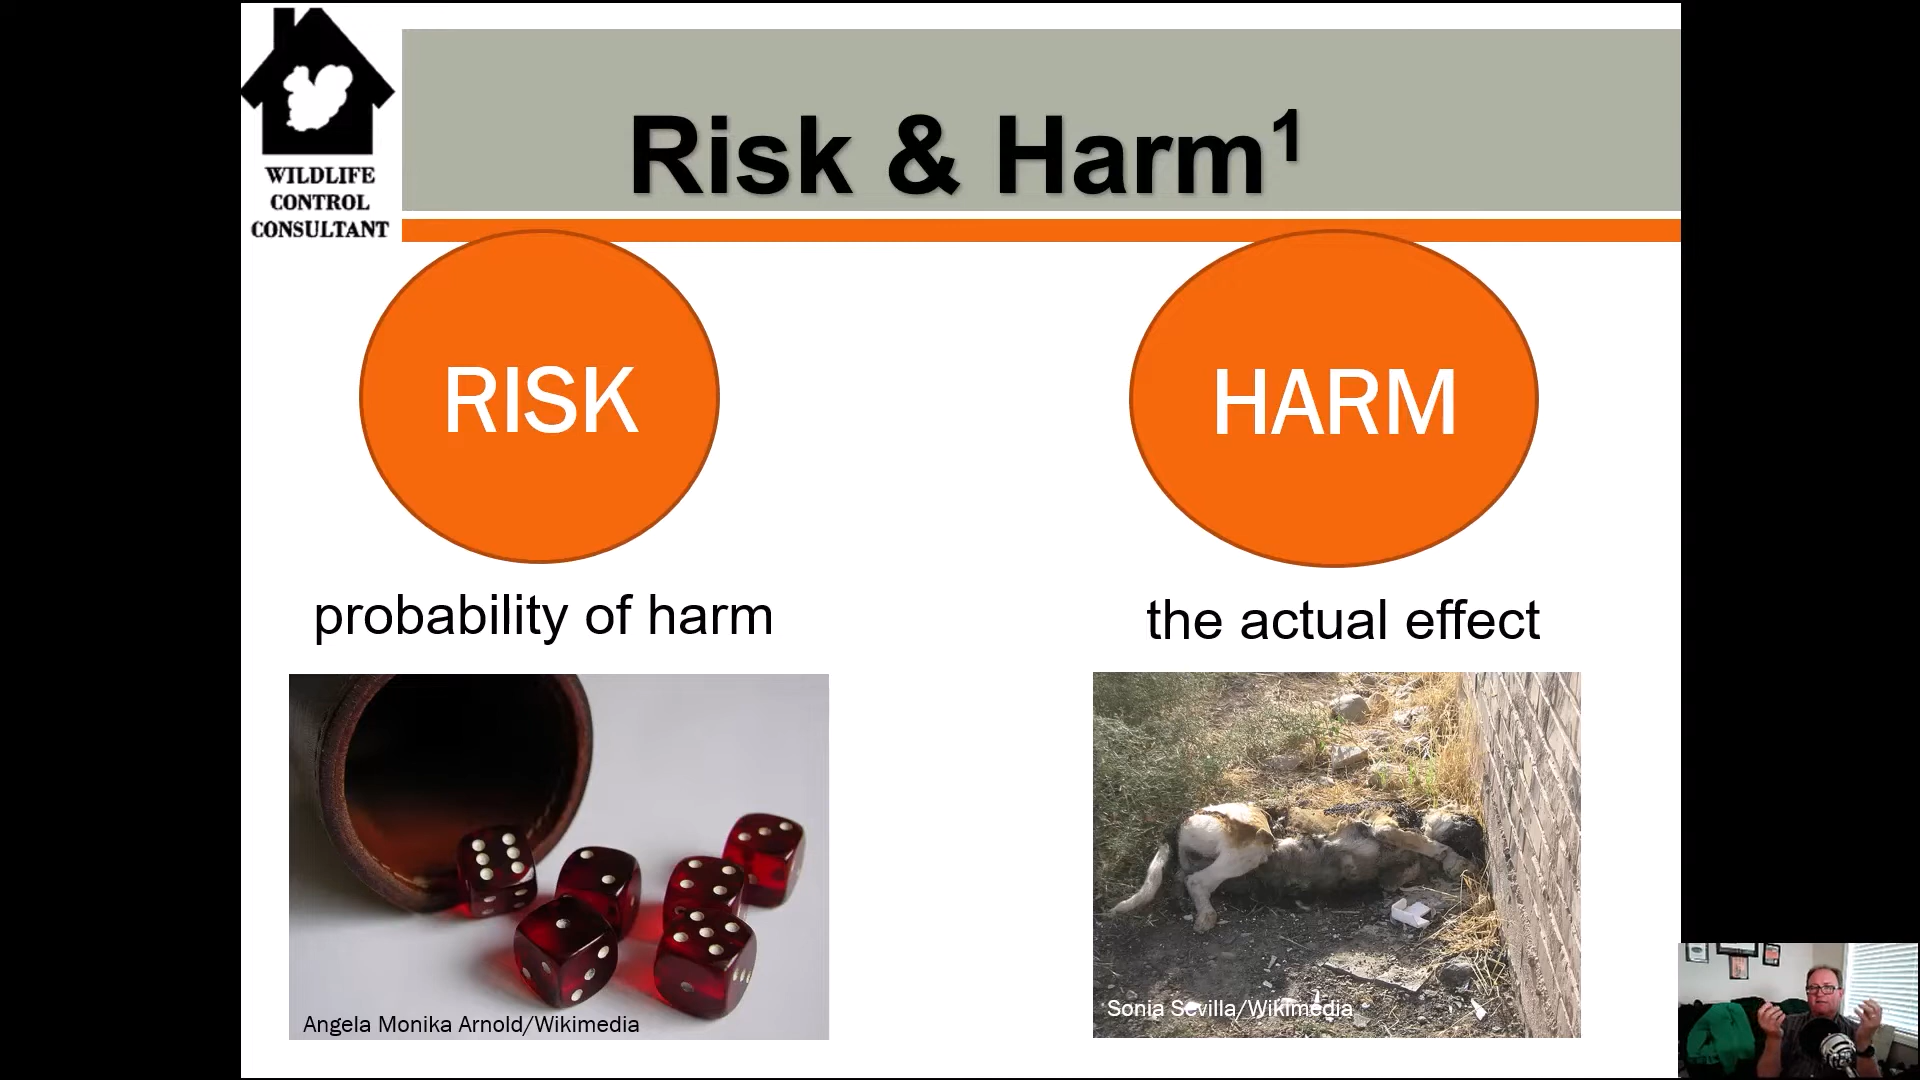 WILDLIFE
CONTROL
CONSULTANT
Risk & Harm¹
RISK
HARM
probability of harm
the actual effect
Angela Monika Arnold/Wikimedia
Sonia Sevilla/Wikimedia